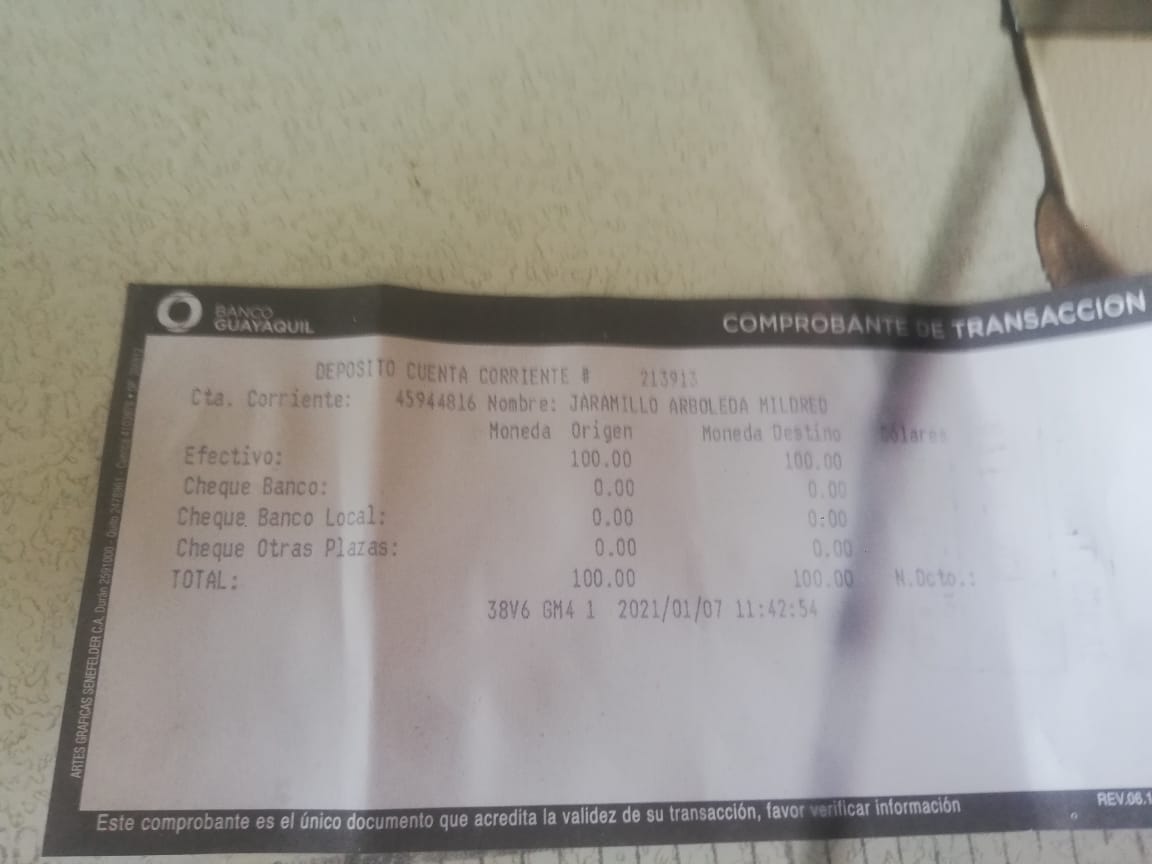 BANCO
GUAYAQUIL
COMPROBANTE DE TRANSACCION
DEPOSITO CUENTA CORRIENTE # 213913
Cta. Corriente: 45944816 Nombre: JARAMILLO ARBOLEDA MILDRED
Moneda Origen Moneda Destino Dólares
Efectivo: 100.00 100.00
Cheque Banco: 0.00 0.00
Cheque Banco Local: 0.00 0.00
Cheque Otras Plazas: 0.00 0.00
TOTAL: 100.00 100.00 N.Dcto.:
38V6 GM4 1 2021/01/07 11:42:54
Este comprobante es el único documento que acredita la validez de su transacción, favor verificar información
REV.06.1
ARTES GRAFICAS SENEFELDER C.A. Durán 2591000